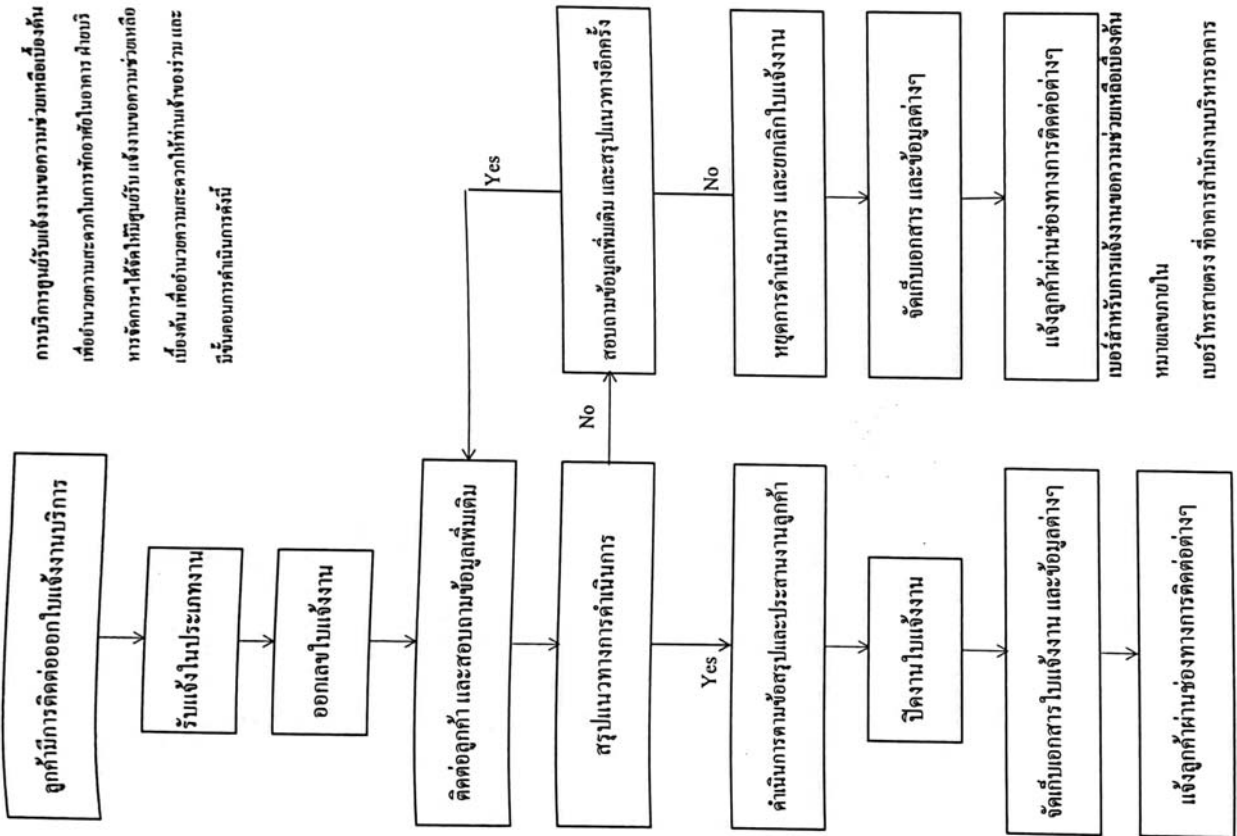 การบริการศูนย์รับแจ้งงานขอความช่วยเหลือเบื้องต้น
เพื่ออำนวยความสะดวกในการพักอาศัยในอาคาร ฝ่ายบริ
หารจัดการฯได้จัดให้มีศูนย์รับ แจ้งงานขอความช่วยเหลือ
เบื้องต้น เพื่ออำนวยความสะดวกให้ท่านเจ้าของร่วม และ
มีขั้นตอนการดำเนินการดังนี้
ลูกค้ามีการติดต่อออกใบแจ้งงานบริการ
รับแจ้งในประเภทงาน
ออกเลขใบแจ้งงาน
ติดต่อลูกค้า และสอบถามข้อมูลเพิ่มเติม
สรุปแนวทางการดำเนินการ
Yes
ดำเนินการตามข้อสรุปและประสานงานลูกค้า
ปิดงานใบแจ้งงาน
จัดเก็บเอกสารใบแจ้งงาน และข้อมูลต่างๆ
แจ้งลูกค้าผ่านช่องทางการติดต่อต่างๆ
No
Yes
สอบถามข้อมูลเพิ่มเติม และสรุปแนวทางอีกครั้ง
No
หยุดการดำเนินการ และยกเลิกใบแจ้งงาน
จัดเก็บเอกสาร และข้อมูลต่างๆ
แจ้งลูกค้าผ่านช่องทางการติดต่อต่างๆ
เบอร์สำหรับการแจ้งงานขอความช่วยเหลือเบื้องต้น
หมายเลขภายใน
เบอร์โทรสายตรง ที่อาคารสำนักงานบริหารอาคาร